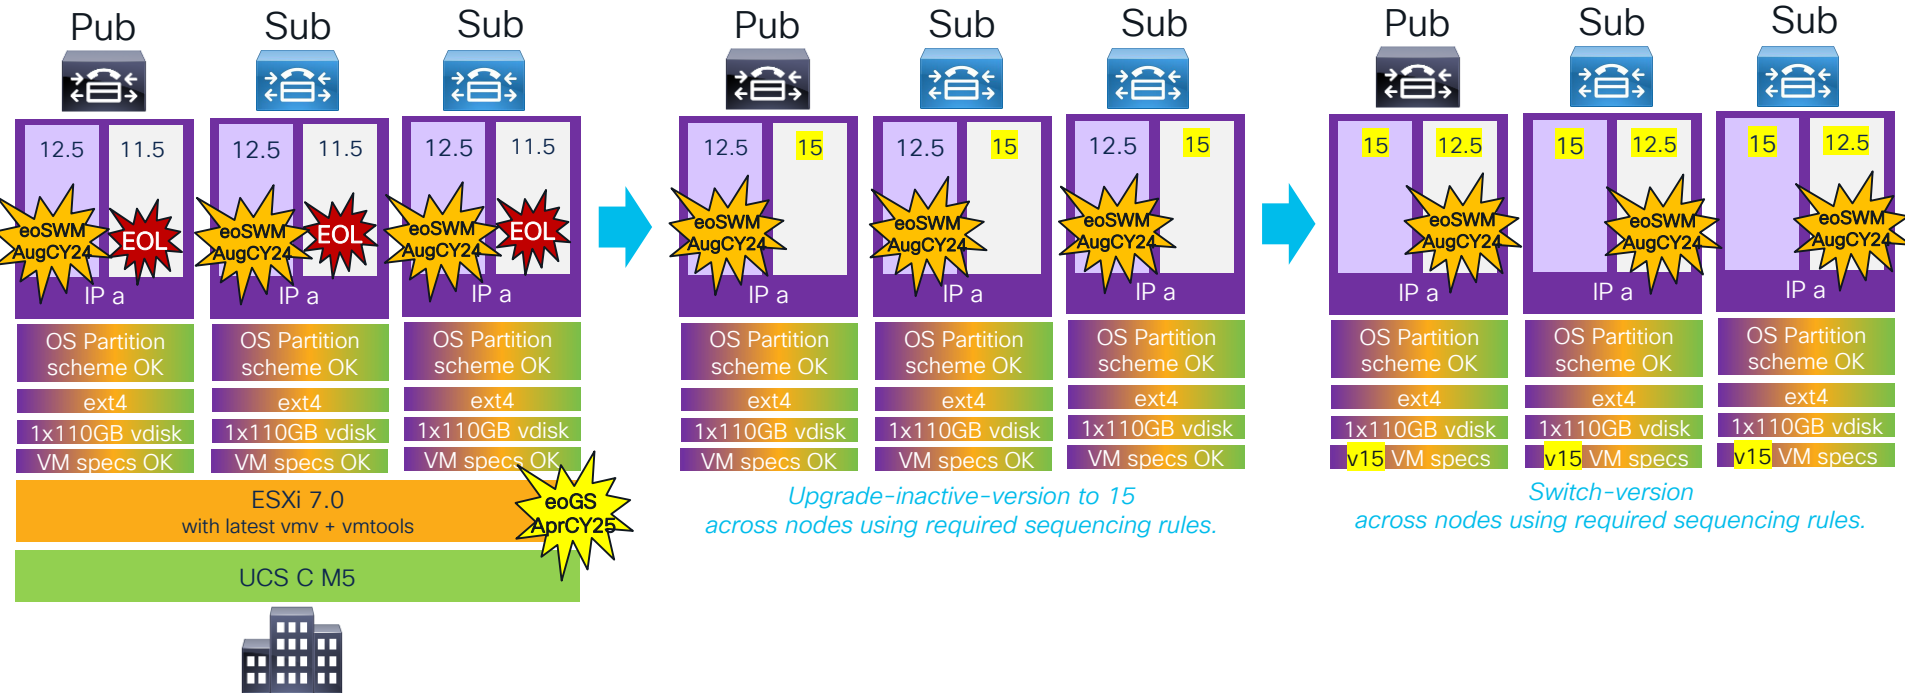 Pub
Sub
Sub
12.5
11.5
12.5
11.5
12.5
11.5
eoSWM
AugCY24
EOL
eoSWM
AugCY24
EOL
eoSWM
AugCY24
EOL
IP a
IP a
IP a
OS Partition
scheme OK
OS Partition
scheme OK
OS Partition
scheme OK
ext4
ext4
ext4
1x110GB vdisk
1x110GB vdisk
1x110GB vdisk
VM specs OK
VM specs OK
VM specs OK
ESXi 7.0
with latest vmv + vmtools
eoGS
AprCY25
UCS C M5
Pub
Sub
Sub
12.5
15
12.5
15
12.5
15
eoSWM
AugCY24
eoSWM
AugCY24
eoSWM
AugCY24
IP a
IP a
IP a
OS Partition
scheme OK
OS Partition
scheme OK
OS Partition
scheme OK
ext4
ext4
ext4
1x110GB vdisk
1x110GB vdisk
1x110GB vdisk
VM specs OK
VM specs OK
VM specs OK
Upgrade-inactive-version to 15
across nodes using required sequencing rules.
Pub
Sub
Sub
15
12.5
15
12.5
15
12.5
eoSWM
AugCY24
eoSWM
AugCY24
eoSWM
AugCY24
IP a
IP a
IP a
OS Partition
scheme OK
OS Partition
scheme OK
OS Partition
scheme OK
ext4
ext4
ext4
1x110GB vdisk
1x110GB vdisk
1x110GB vdisk
v15 VM specs
v15 VM specs
v15 VM specs
Switch-version
across nodes using required sequencing rules.